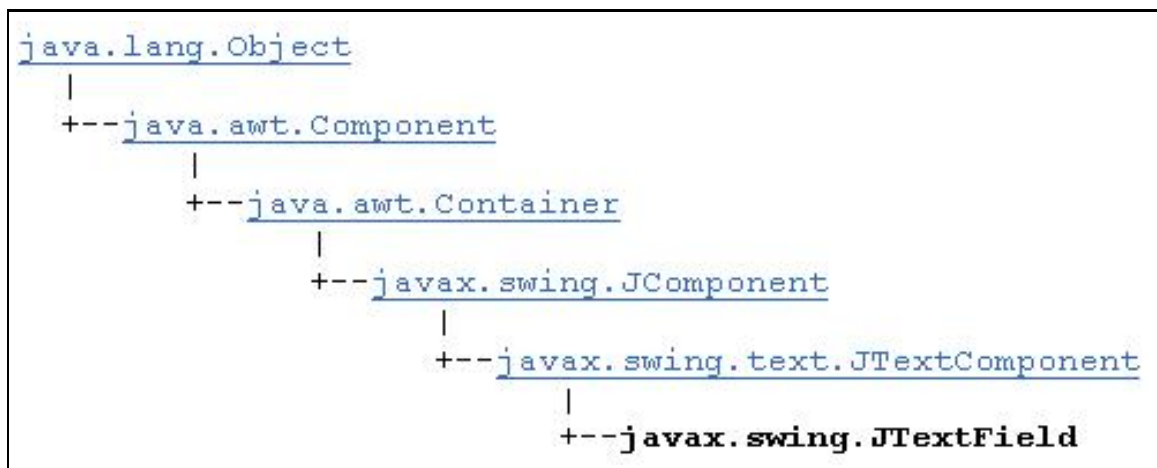 java.lang.Object
|
+--java.awt.Component
|
+--java.awt.Container
|
+--javax.swing.JComponent
|
+--javax.swing.text.JTextComponent
|
+--javax.swing.JTextField